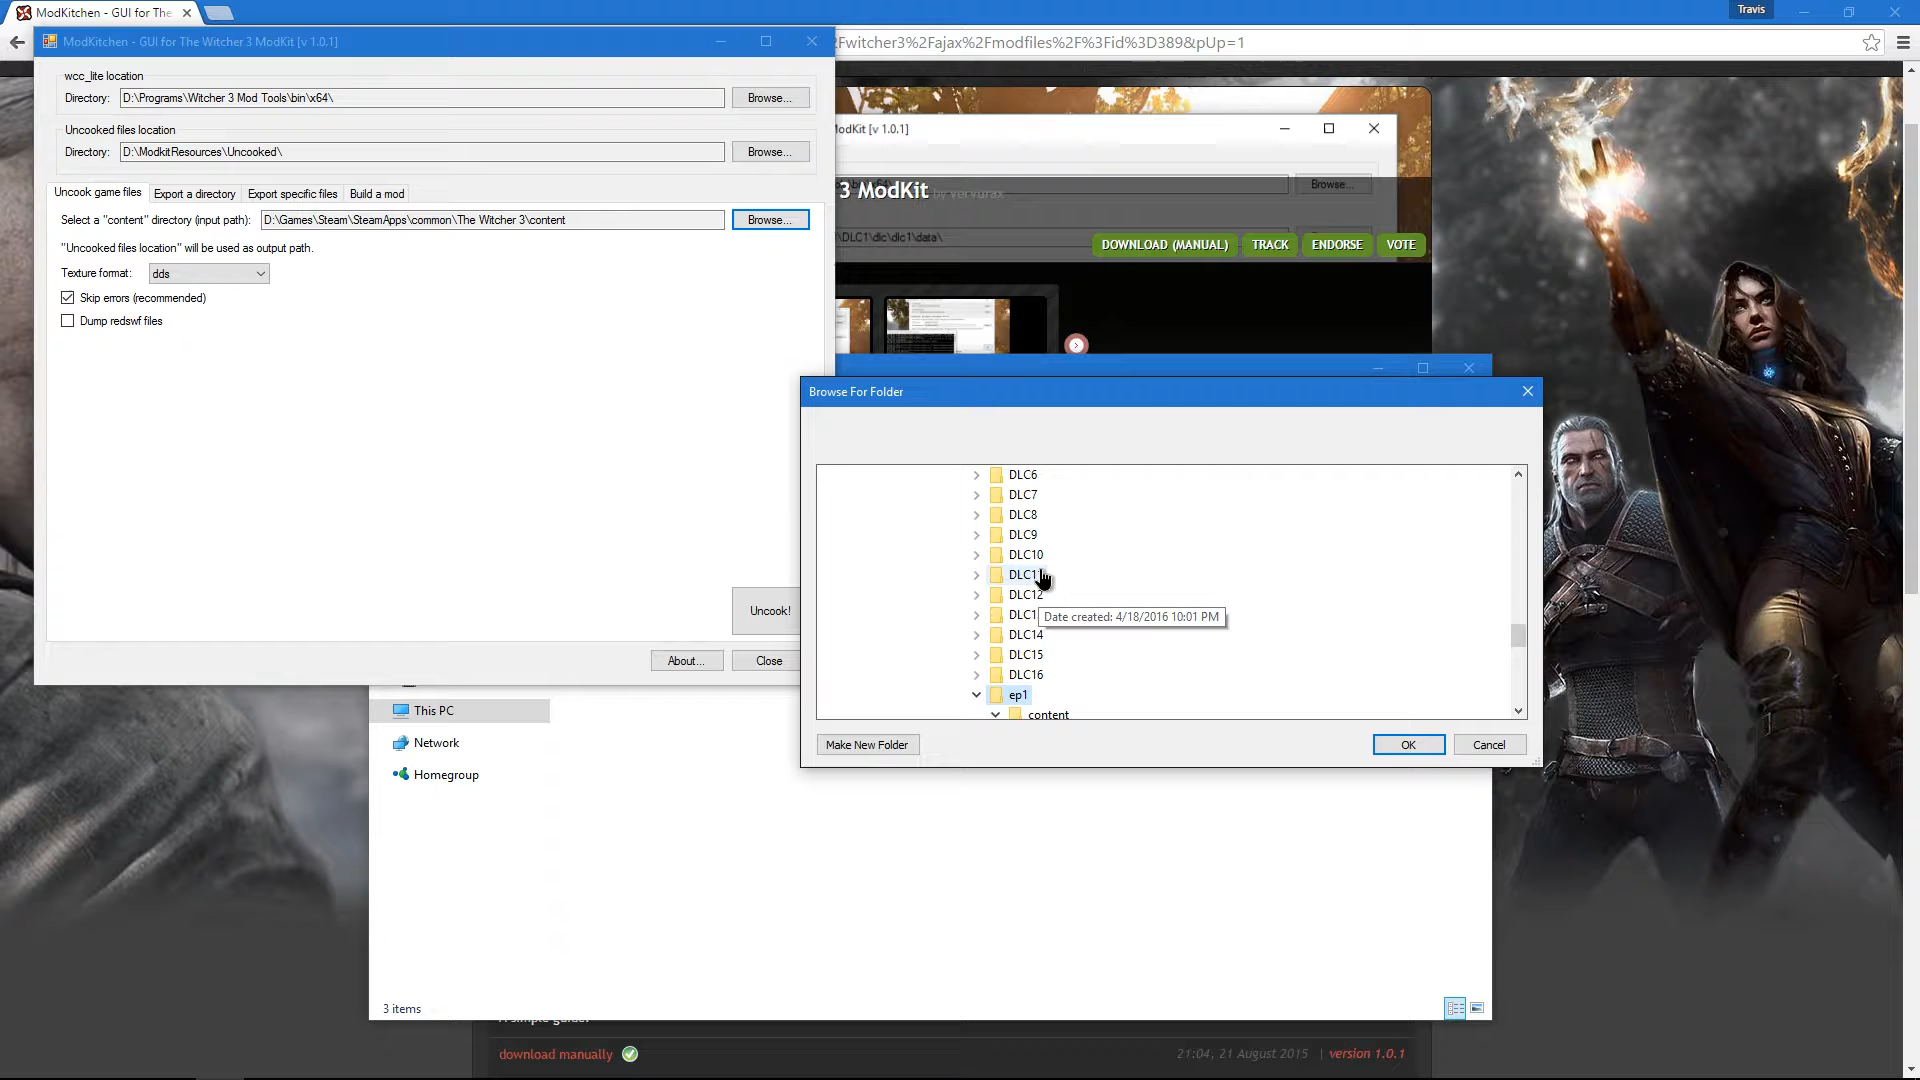 ModKitchen - GUI for The
Travis
ModKitchen - GUI for The Witcher 3 ModKit [v 1.0.1]
Fwitcher3%2Fajax%2Fmodfiles%2F%3Fid%3D389&pUp=1
wcc_lite location
Directory: D:\Programs\Witcher 3 Mod Tools\bin\x64\ Browse...
Uncooked files location
Directory: D:\ModkitResources\Uncooked\ Browse...
Uncook game files Export a directory Export specific files Build a mod
Select a "content" directory (input path): D:\Games\Steam\SteamApps\common\The Witcher 3\content Browse...
"Uncooked files location" will be used as output path.
Texture format: dds
Skip errors (recommended)
Dump redswf files
Uncook!
About... Close
ModKit [v 1.0.1]
Browse...
3 ModKit by vervurax
\DLC1\dlc\dlc1\data\
DOWNLOAD (MANUAL) TRACK ENDORSE VOTE
Browse For Folder
DLC6
DLC7
DLC8
DLC9
DLC10
DLC11
DLC12
Date created: 4/18/2016 10:01 PM
DLC14
DLC15
DLC16
ep1
content
Make New Folder OK Cancel
This PC
Network
Homegroup
3 items
A simple guide.
download manually 21:04, 21 August 2015 | version 1.0.1